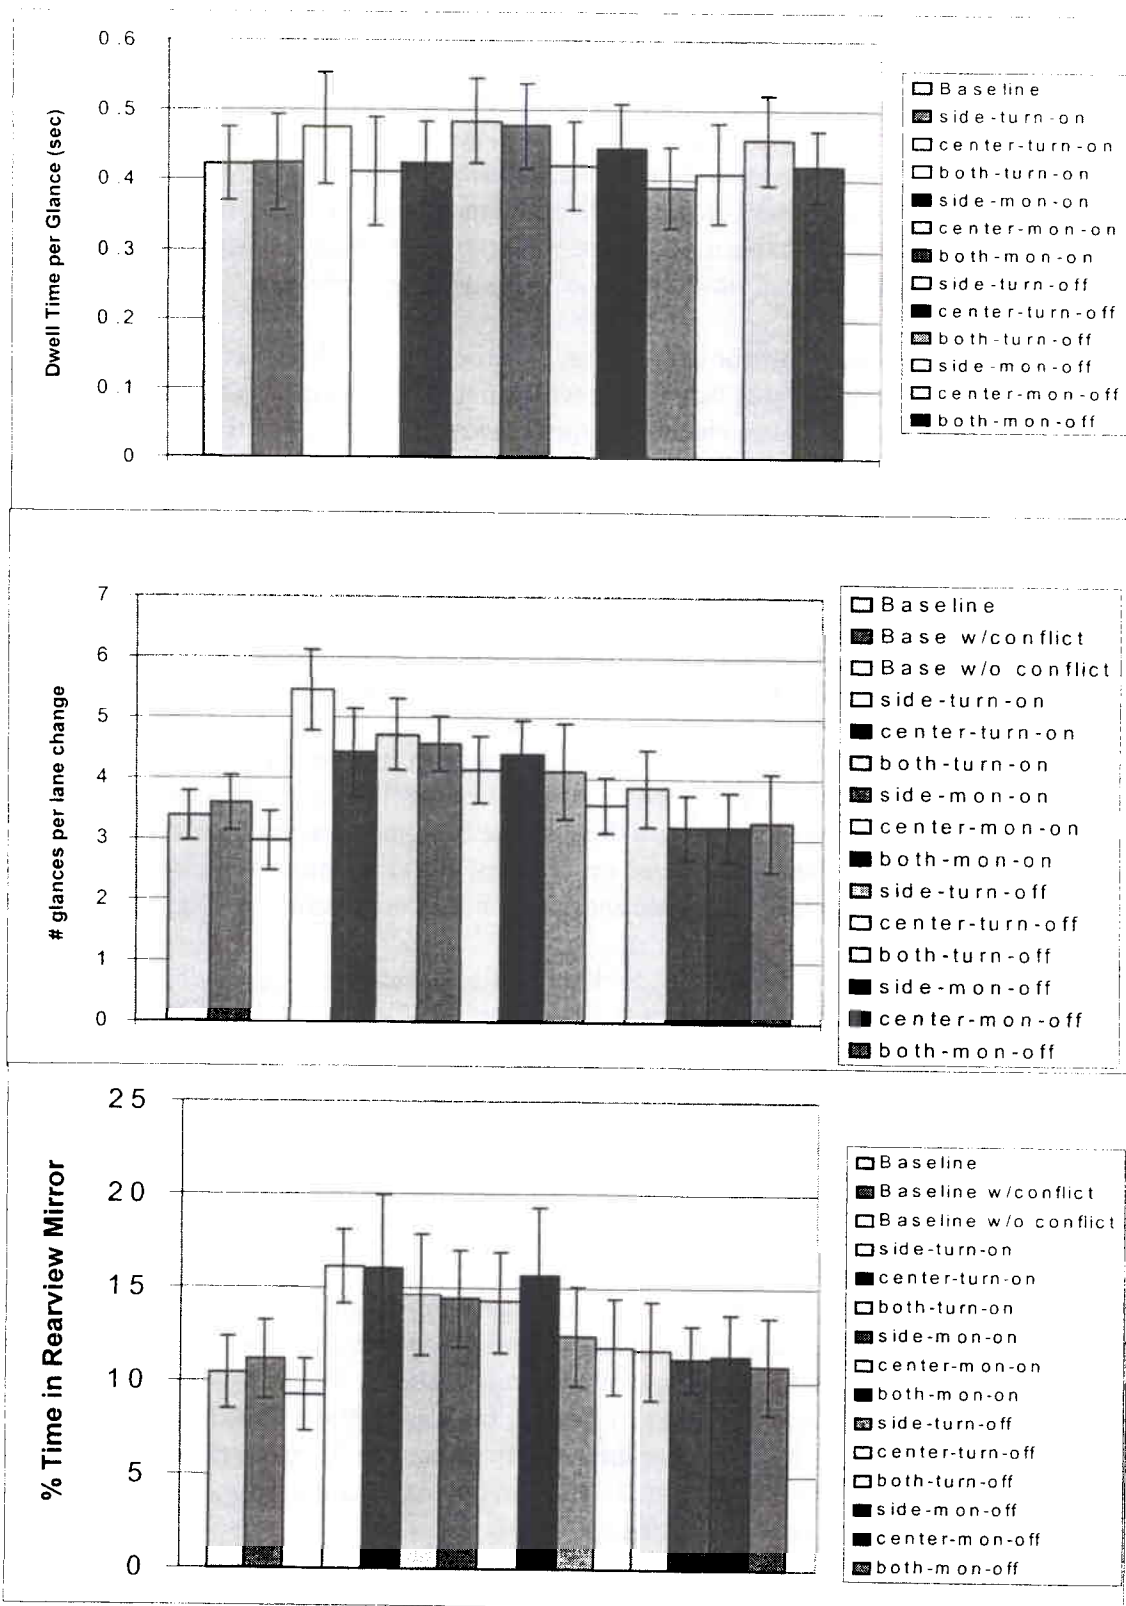 Dwell Time per Glance (sec)
0.6
0.5
0.4
0.3
0.2
0.1
0
Baseline
side-turn-on
center-turn-on
both-turn-on
side-mon-on
center-mon-on
both-mon-on
side-turn-off
center-turn-off
both-turn-off
side-mon-off
center-mon-off
both-mon-off
# glances per lane change
7
6
5
4
3
2
1
0
Baseline
Base w/conflict
Base w/o conflict
side-turn-on
center-turn-on
both-turn-on
side-mon-on
center-mon-on
both-mon-on
side-turn-off
center-turn-off
both-turn-off
side-mon-off
center-mon-off
both-mon-off
% Time in Rearview Mirror
25
20
15
10
5
0
Baseline
Baseline w/conflict
Baseline w/o conflict
side-turn-on
center-turn-on
both-turn-on
side-mon-on
center-mon-on
both-mon-on
side-turn-off
center-turn-off
both-turn-off
side-mon-off
center-mon-off
both-mon-off